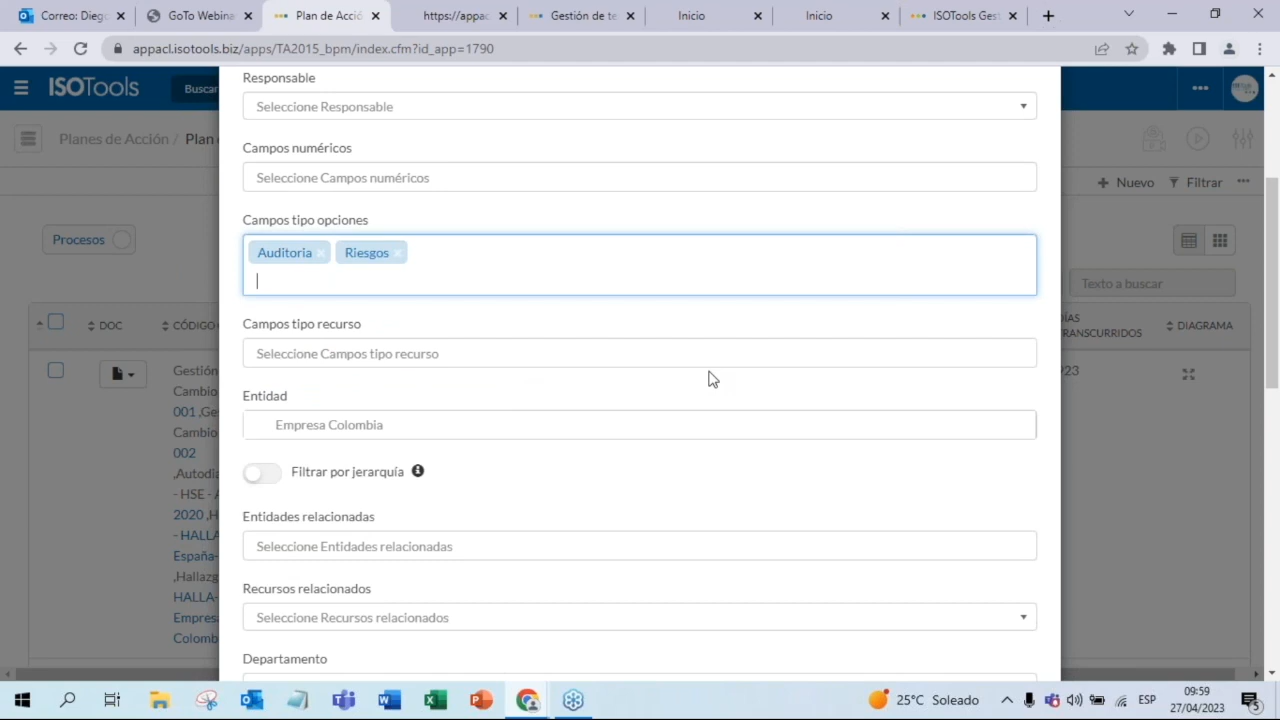 Correo: Dieg
GoTo Webina
Plan de Acció
https://appac
Gestión de te
Inicio
Inicio
ISOTools Gest
appacl.isotools.biz/apps/TA2015_bpm/index.cfm?id_app=1790
ISOTools
Buscar
Planes de Acción / Plan
Nuevo
Filtrar
Procesos
Texto a buscar
DOC
CÓDIGO
TRANSCURRIDOS
DIAGRAMA
Gestión
Cambio
001 ,Ges
Cambio
002
,Autodia
- HSE - A
2020 ,H
- HALLA
España-
,Hallazg
HALLA-
Empres
Colomb
923
Responsable
Seleccione Responsable
Campos numéricos
Seleccione Campos numéricos
Campos tipo opciones
Auditoria × Riesgos ×
Campos tipo recurso
Seleccione Campos tipo recurso
Entidad
Empresa Colombia
Filtrar por jerarquía
Entidades relacionadas
Seleccione Entidades relacionadas
Recursos relacionados
Seleccione Recursos relacionados
Departamento
25°C Soleado
ESP
09:59
27/04/2023
5